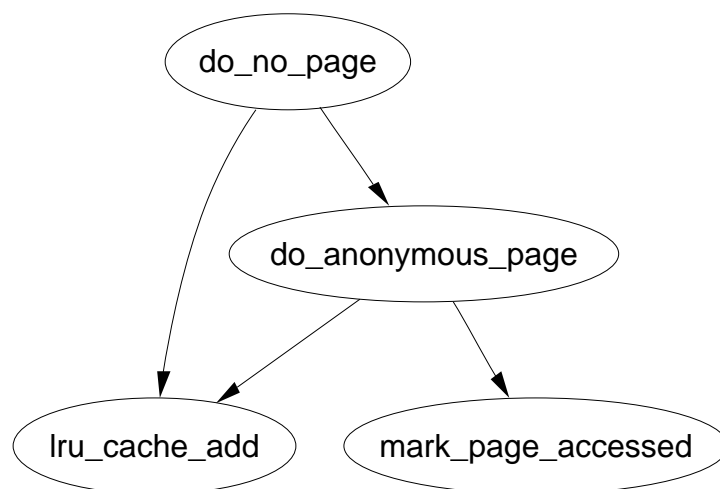 do_no_page
do_anonymous_page
lru_cache_add
mark_page_accessed